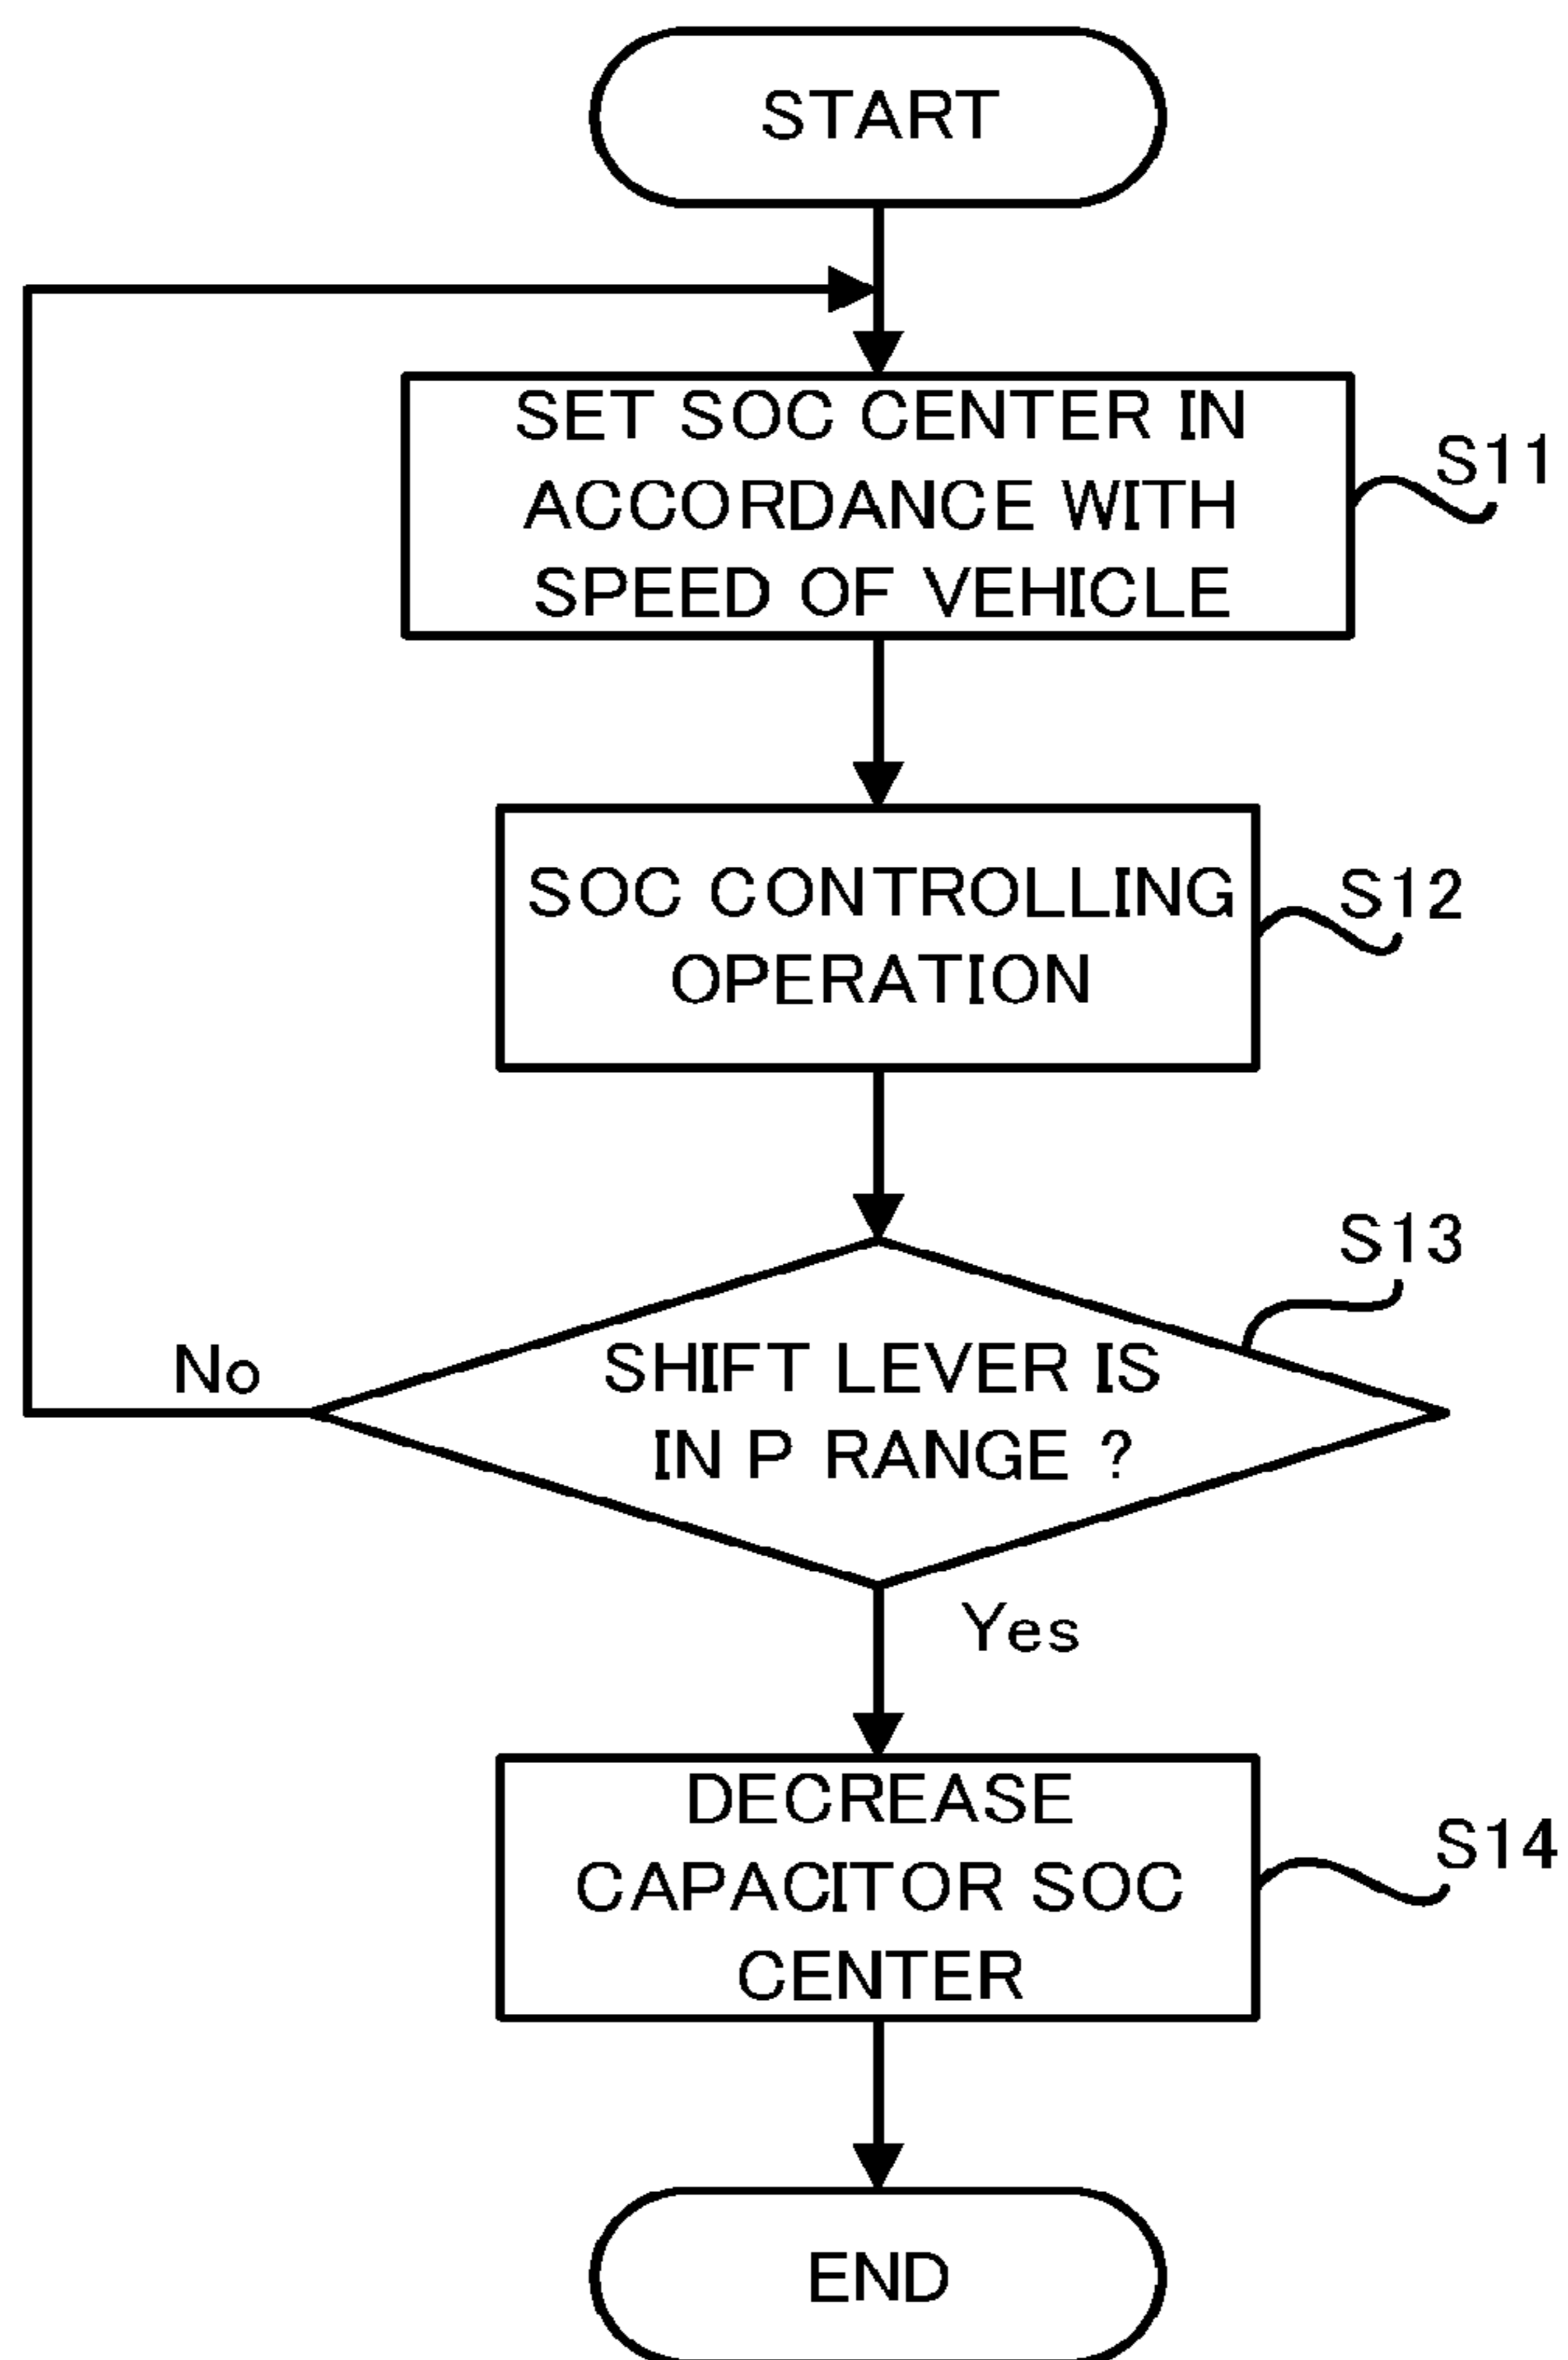 START
SET SOC CENTER IN
ACCORDANCE WITH
SPEED OF VEHICLE
S11
SOC CONTROLLING
OPERATION
S12
S13
SHIFT LEVER IS
IN P RANGE ?
No
Yes
DECREASE
CAPACITOR SOC
CENTER
S14
END